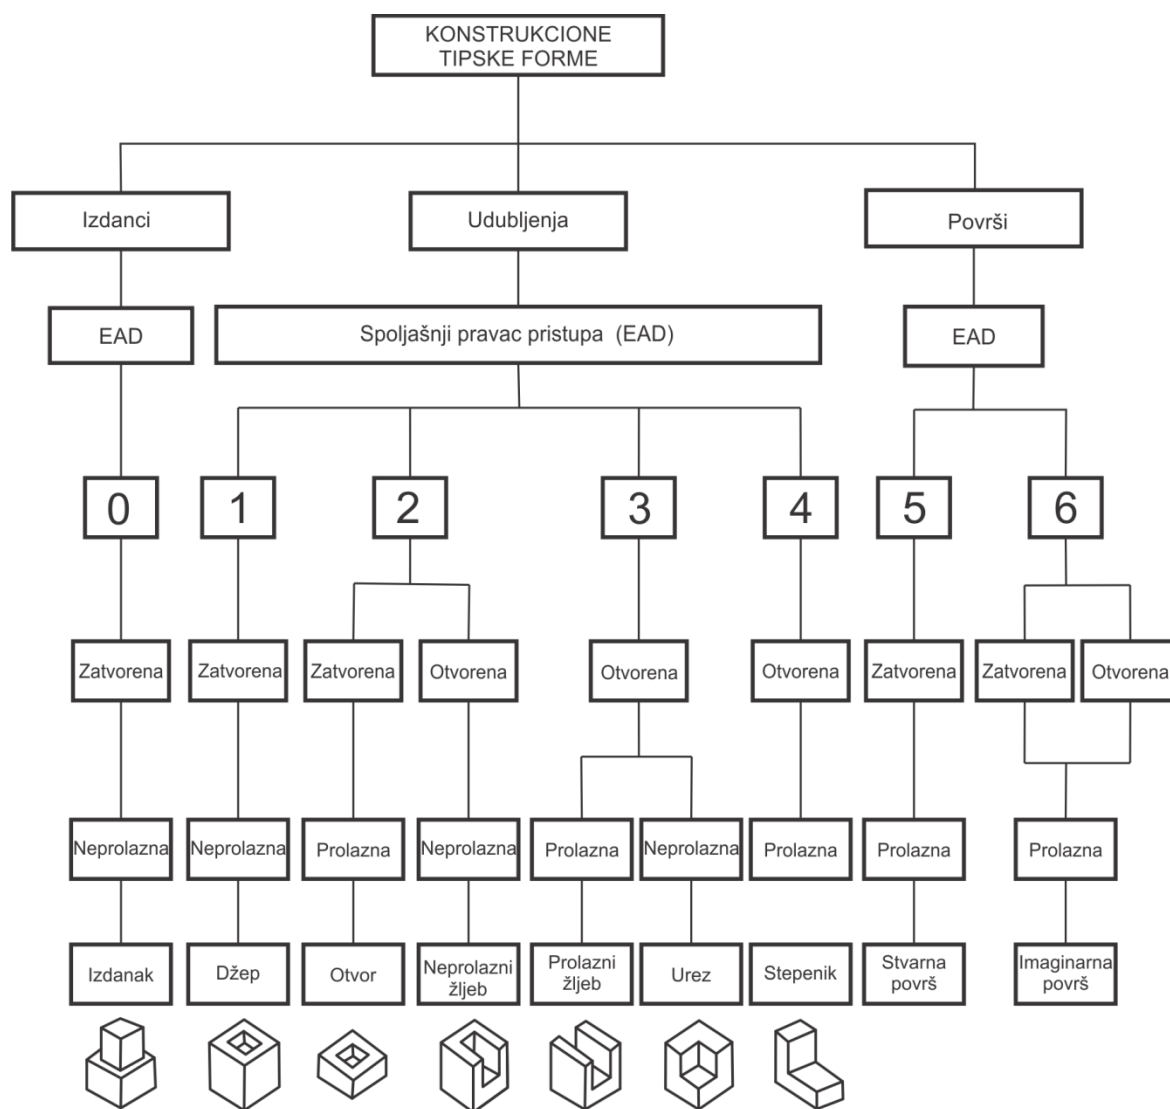 KONSTRUKCIONE
TIPSKE FORME
Izdanci
Udubljenja
Površi
EAD
Spoljašnji pravac pristupa (EAD)
EAD
0
1
2
3
4
5
6
Zatvorena
Zatvorena
Zatvorena
Otvorena
Otvorena
Otvorena
Zatvorena
Zatvorena
Otvorena
Neprolazna
Neprolazna
Prolazna
Neprolazna
Prolazna
Neprolazna
Prolazna
Prolazna
Prolazna
Izdanak
Džep
Otvor
Neprolazni
žljeb
Prolazni
žljeb
Urez
Stepenik
Stvarna
površ
Imaginarna
površ